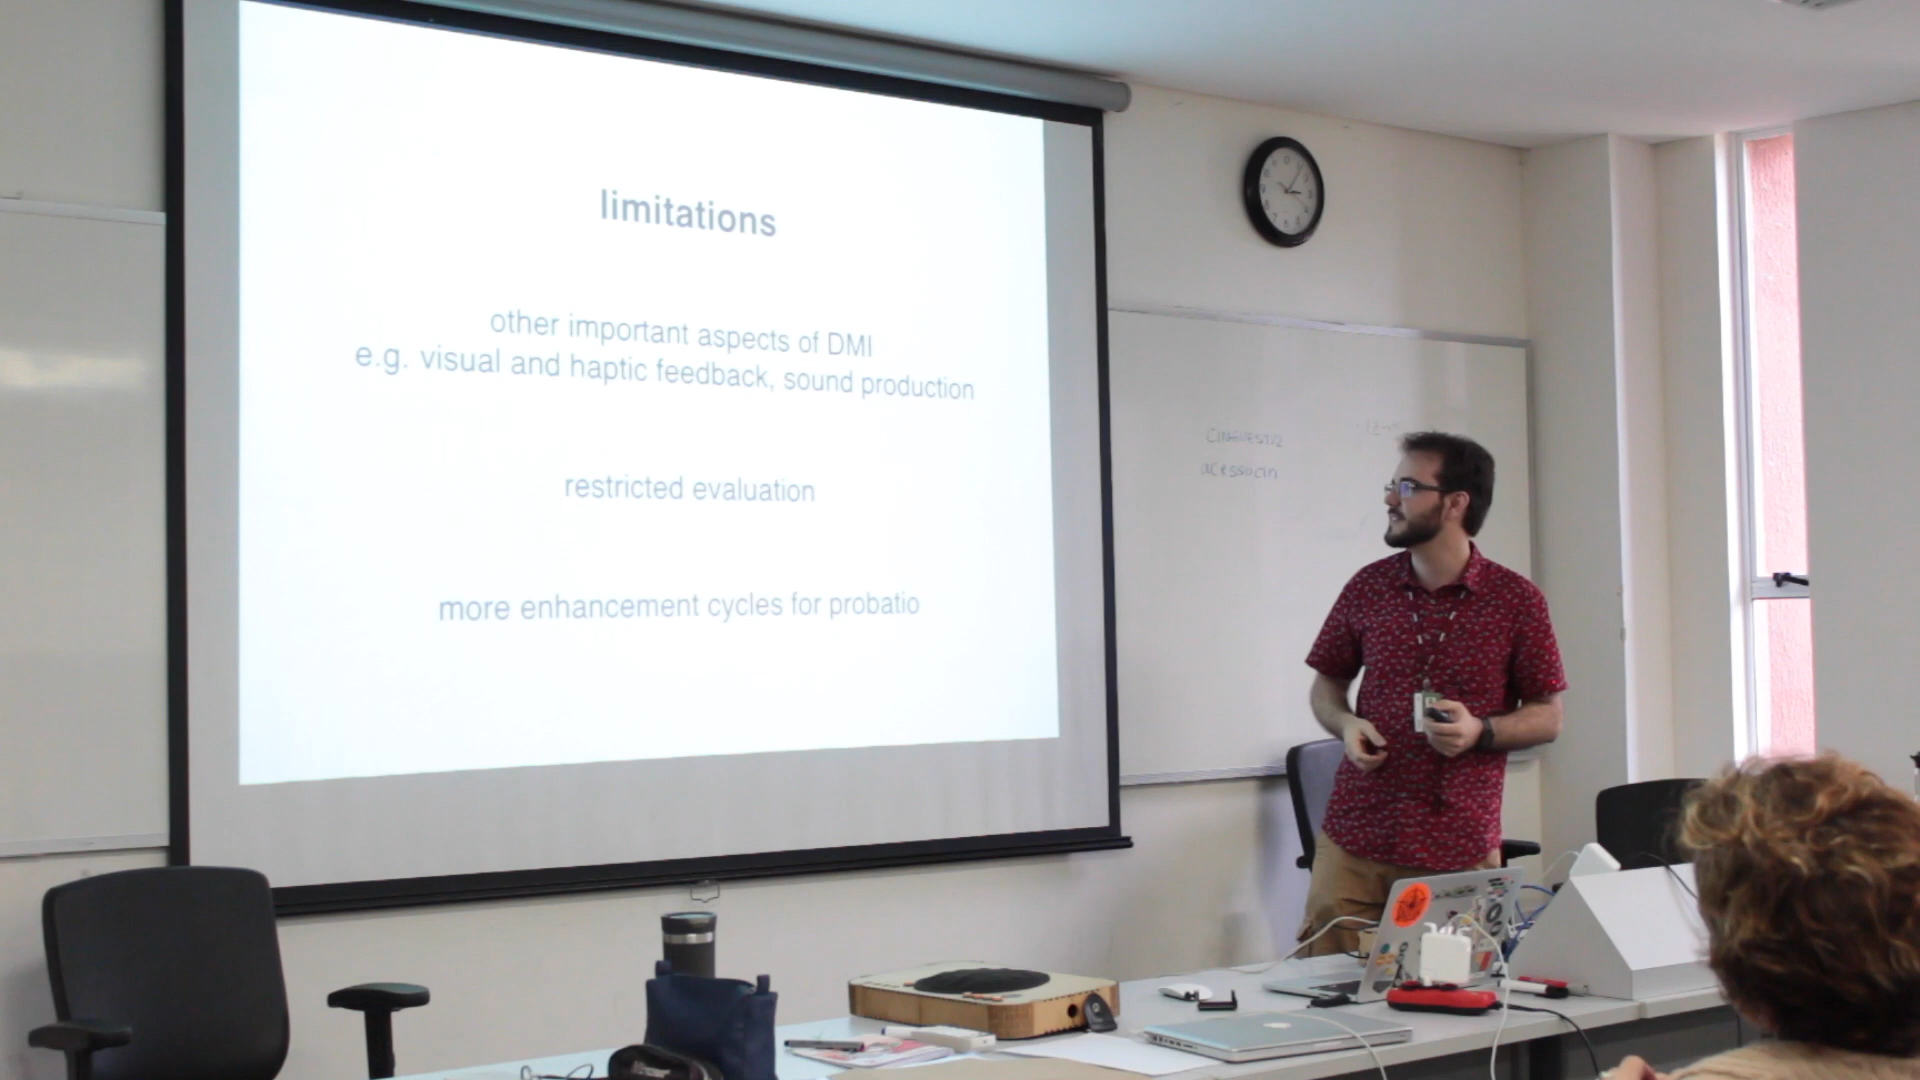 limitations
other important aspects of DMI
e.g. visual and haptic feedback, sound production
restricted evaluation
more enhancement cycles for probatio
acessocin